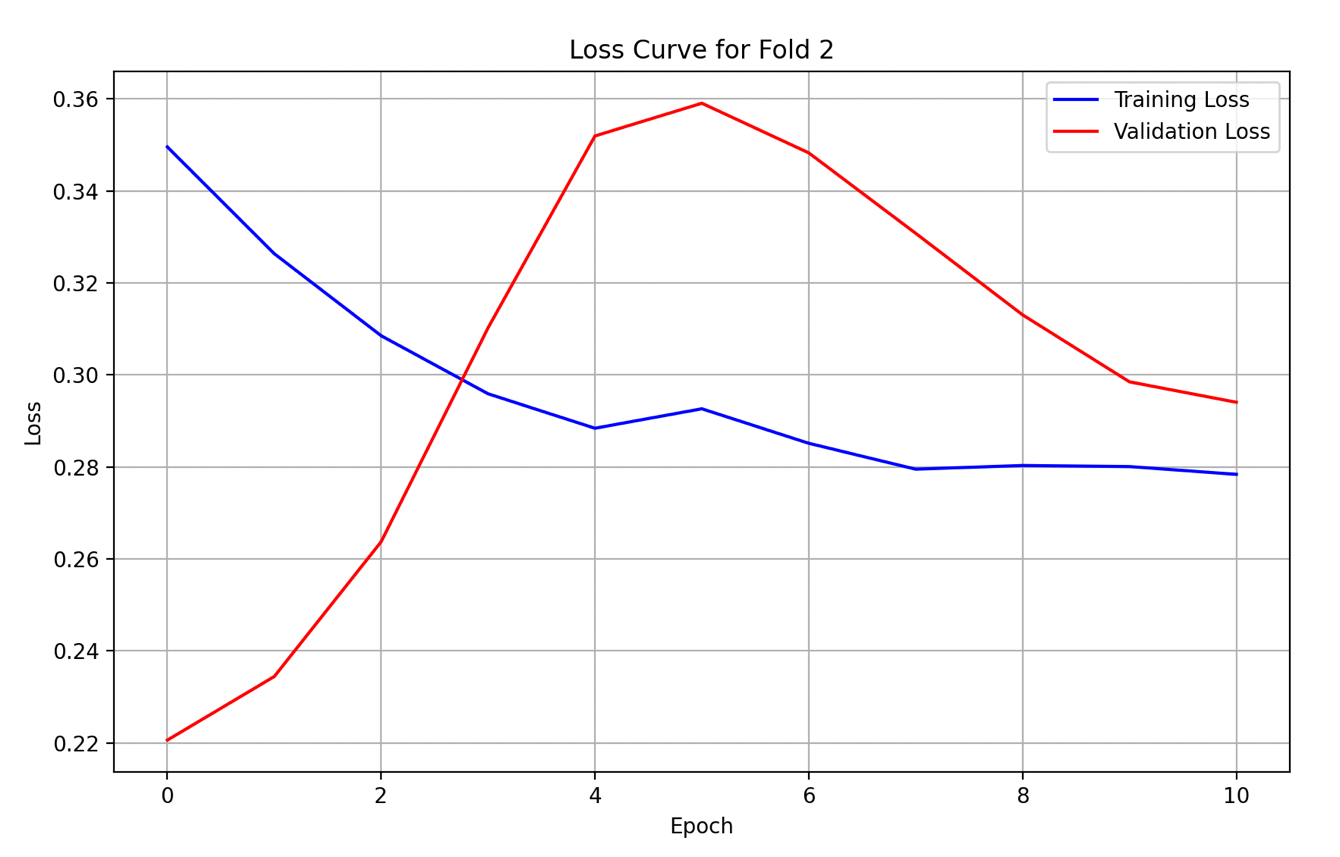 Loss Curve for Fold 2
Training Loss
Validation Loss
0.36
0.34
0.32
0.30
0.28
0.26
0.24
0.22
Loss
0 2 4 6 8 10
Epoch